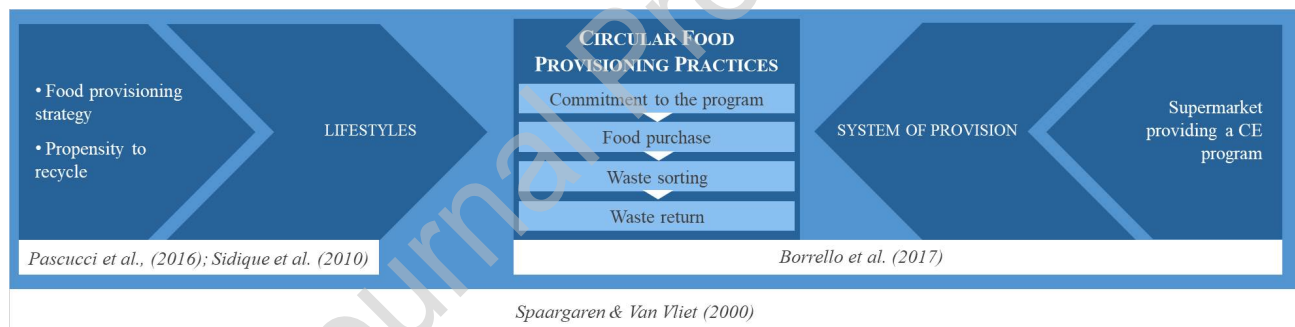 CIRCULAR FOOD
PROVISIONING PRACTICES
• Food provisioning
strategy
• Propensity to
recycle
LIFESTYLES
Commitment to the program
Food purchase
Waste sorting
Waste return
SYSTEM OF PROVISION
Supermarket
providing a CE
program
Pascucci et al., (2016); Sidique et al. (2010)
Borrello et al. (2017)
Spaargaren & Van Vliet (2000)
Journal Pro